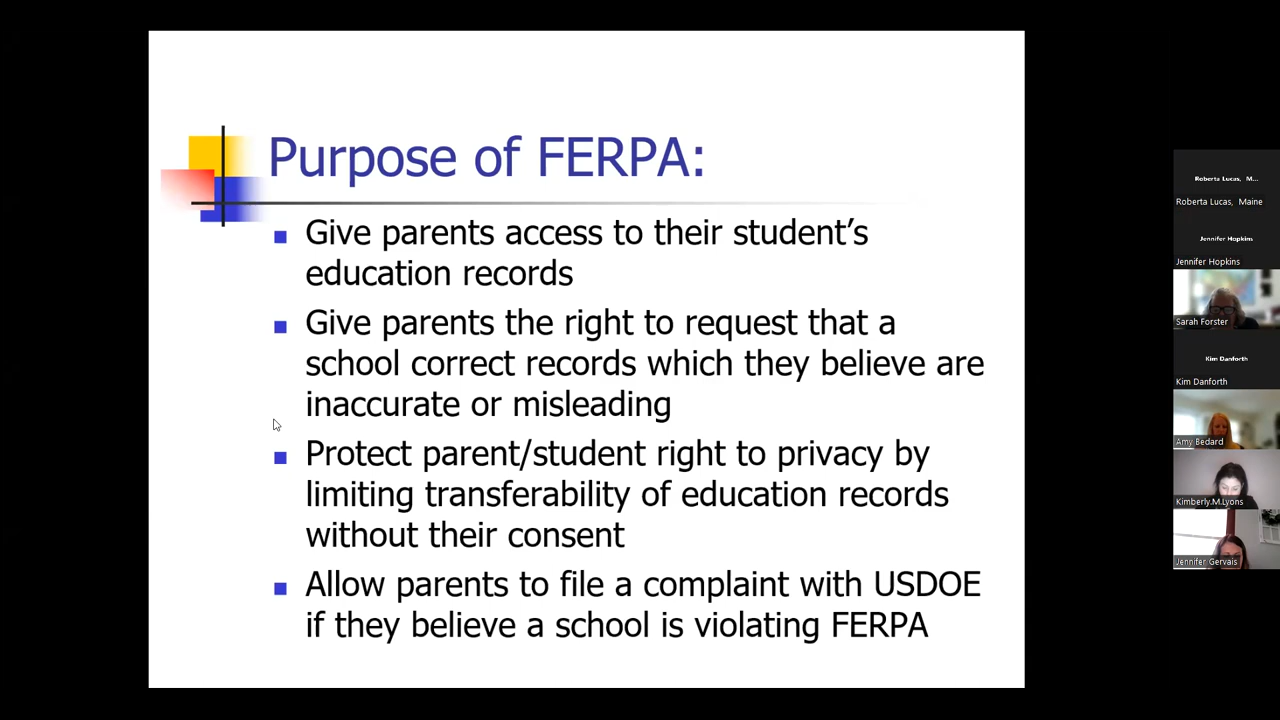 Purpose of FERPA:
Give parents access to their student's
education records
Give parents the right to request that a
school correct records which they believe are
inaccurate or misleading
Protect parent/student right to privacy by
limiting transferability of education records
without their consent
Allow parents to file a complaint with USDOE
if they believe a school is violating FERPA
Roberta Lucas, M...
Roberta Lucas, Maine
Jennifer Hopkins
Jennifer Hopkins
Sarah Forster
Kim Danforth
Kim Danforth
Amy Bedard
Kimberly.M.Lyons
Jennifer Gervais